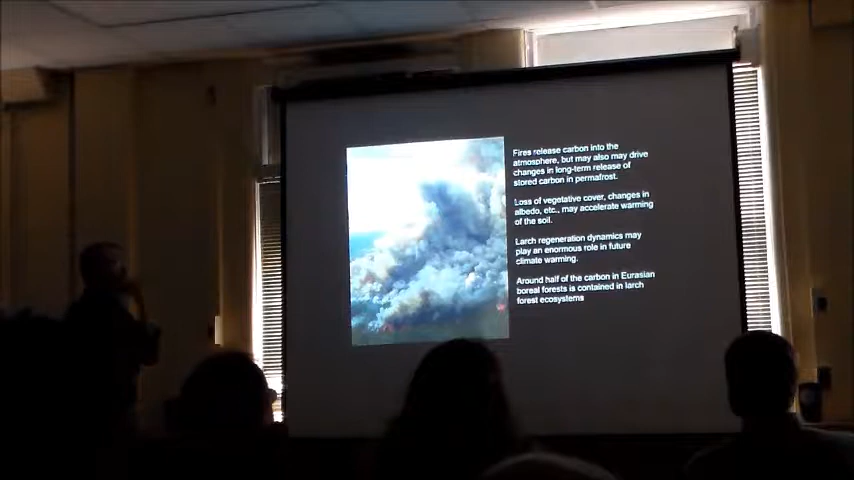 Fires release carbon into the
atmosphere, but may also may drive
changes in long-term release of
stored carbon in permafrost.
Loss of vegetative cover, changes in
albedo, etc., may accelerate warming
of the soil.
Larch regeneration dynamics may
play an enormous role in future
climate warming.
Around half of the carbon in Eurasian
boreal forests is contained in larch
forest ecosystems